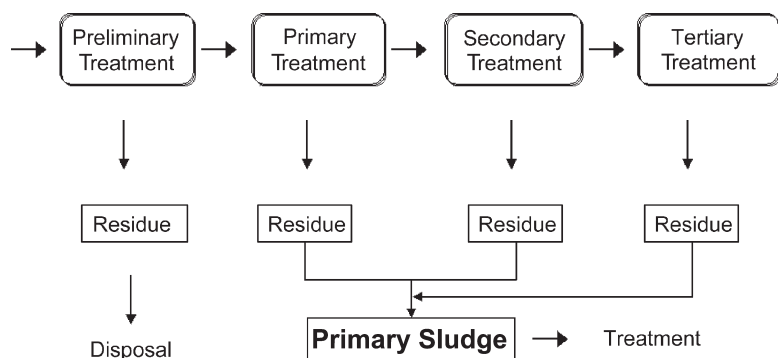 Preliminary
Treatment
Primary
Treatment
Secondary
Treatment
Tertiary
Treatment
Residue
Residue
Residue
Residue
Disposal
Primary Sludge
Treatment